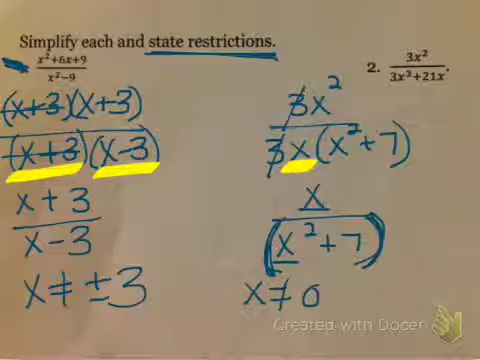 Simplify each and state restrictions.
x²+6x+9
x²−9
(x+3)(x+3)
(x+3)(x−3)
x+3
x−3
x≠±3
2. 3x²
3x³+21x.
3x²
3x(x²+7)
x
(x²+7)
x≠0
Created with Docer